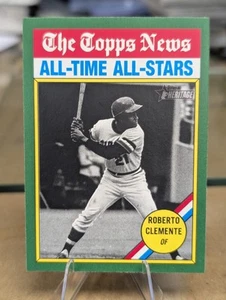 The Topps News
ALL-TIME ALL-STARS
HERITAGE
21
ROBERTO
CLEMENTE
OF